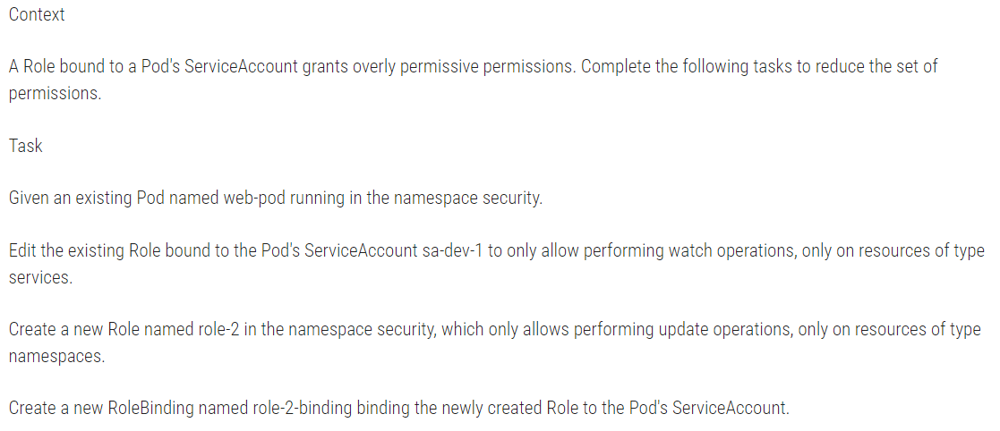 Context
A Role bound to a Pod's ServiceAccount grants overly permissive permissions. Complete the following tasks to reduce the set of
permissions.
Task
Given an existing Pod named web-pod running in the namespace security.
Edit the existing Role bound to the Pod's ServiceAccount sa-dev-1 to only allow performing watch operations, only on resources of type
services.
Create a new Role named role-2 in the namespace security, which only allows performing update operations, only on resources of type
namespaces.
Create a new RoleBinding named role-2-binding binding the newly created Role to the Pod's ServiceAccount.